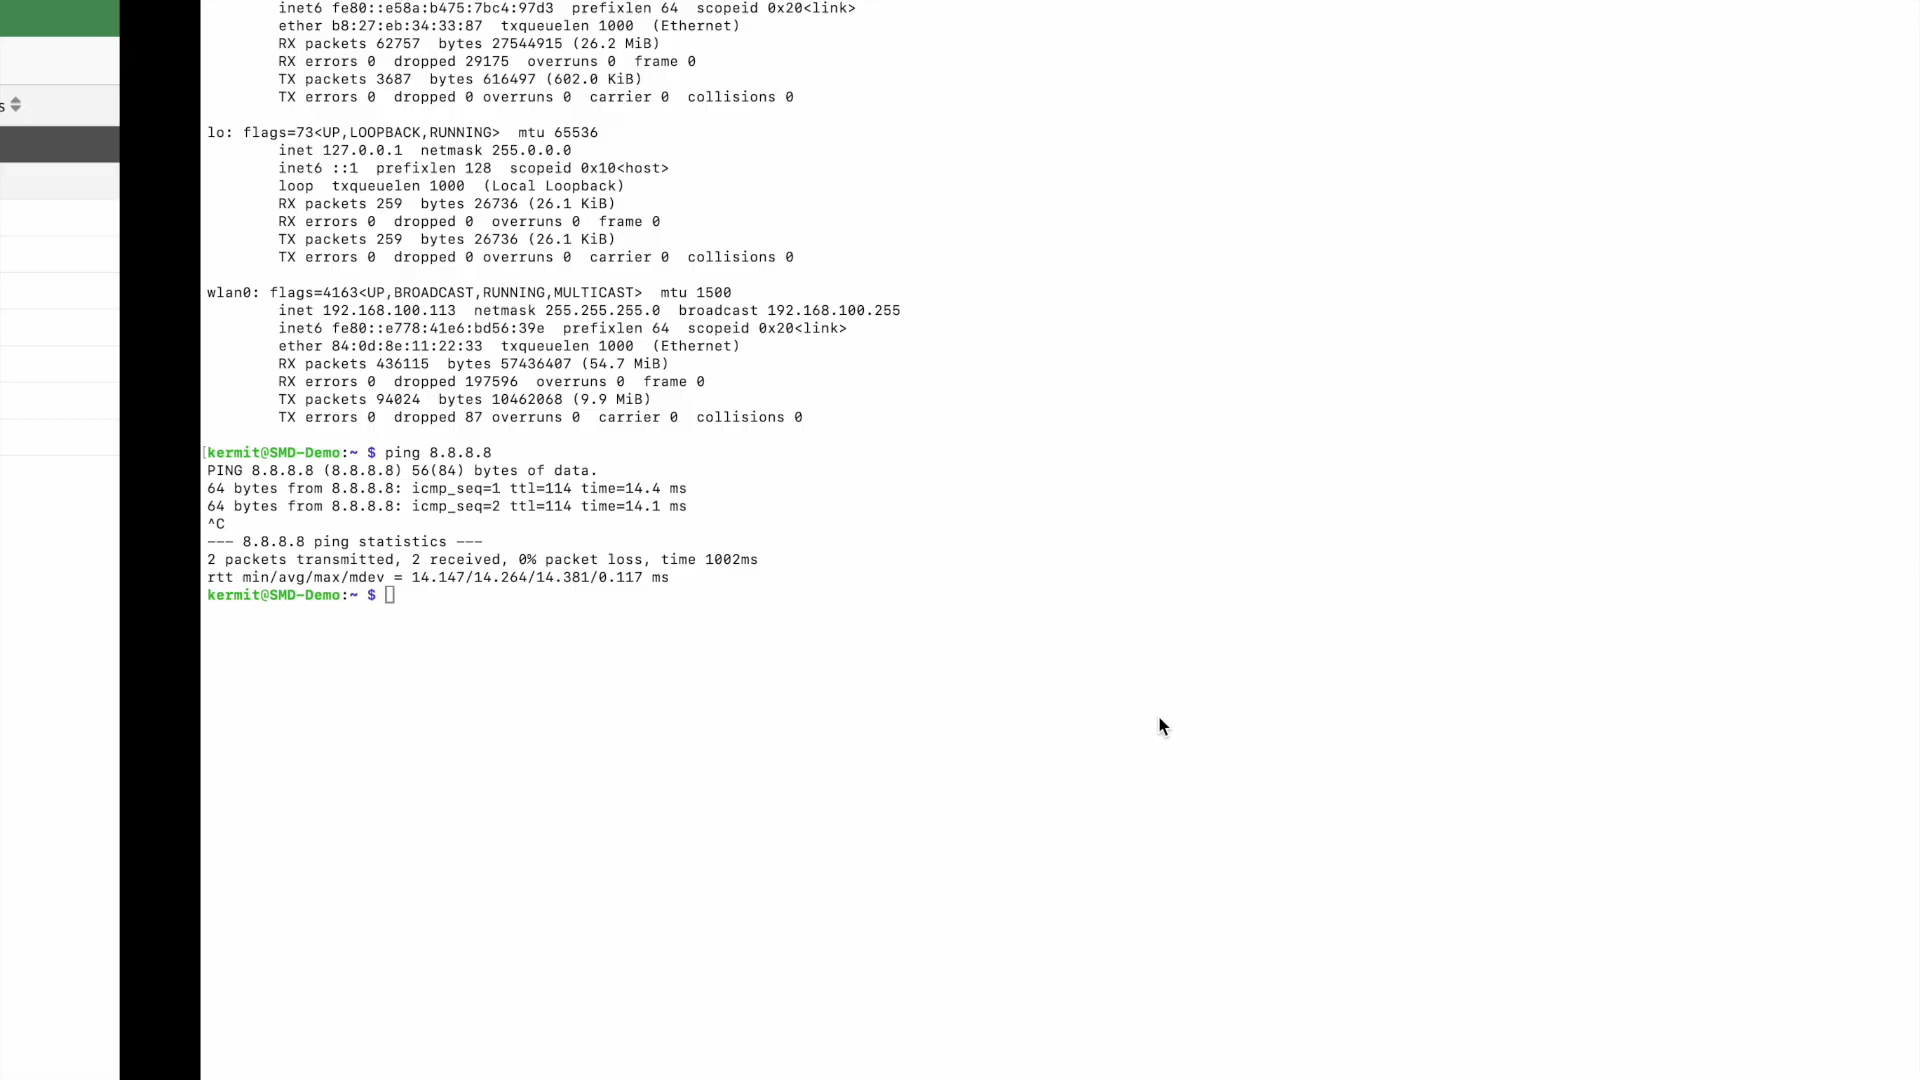 inet6 fe80::e58a:b475:7bc4:97d3  prefixlen 64  scopeid 0x20<link>
ether b8:27:eb:34:33:87  txqueuelen 1000  (Ethernet)
RX packets 62757  bytes 27544915 (26.2 MiB)
RX errors 0  dropped 29175  overruns 0  frame 0
TX packets 3687  bytes 616497 (602.0 KiB)
TX errors 0  dropped 0 overruns 0  carrier 0  collisions 0
s
lo: flags=73<UP,LOOPBACK,RUNNING>  mtu 65536
inet 127.0.0.1  netmask 255.0.0.0
inet6 ::1  prefixlen 128  scopeid 0x10<host>
loop  txqueuelen 1000  (Local Loopback)
RX packets 259  bytes 26736 (26.1 KiB)
RX errors 0  dropped 0  overruns 0  frame 0
TX packets 259  bytes 26736 (26.1 KiB)
TX errors 0  dropped 0 overruns 0  carrier 0  collisions 0
wlan0: flags=4163<UP,BROADCAST,RUNNING,MULTICAST>  mtu 1500
inet 192.168.100.113  netmask 255.255.255.0  broadcast 192.168.100.255
inet6 fe80::e778:41e6:bd56:39e  prefixlen 64  scopeid 0x20<link>
ether 84:0d:8e:11:22:33  txqueuelen 1000  (Ethernet)
RX packets 436115  bytes 57436407 (54.7 MiB)
RX errors 0  dropped 197596  overruns 0  frame 0
TX packets 94024  bytes 10462068 (9.9 MiB)
TX errors 0  dropped 87 overruns 0  carrier 0  collisions 0
[kermit@SMD-Demo:~ $ ping 8.8.8.8
PING 8.8.8.8 (8.8.8.8) 56(84) bytes of data.
64 bytes from 8.8.8.8: icmp_seq=1 ttl=114 time=14.4 ms
64 bytes from 8.8.8.8: icmp_seq=2 ttl=114 time=14.1 ms
^C
--- 8.8.8.8 ping statistics ---
2 packets transmitted, 2 received, 0% packet loss, time 1002ms
rtt min/avg/max/mdev = 14.147/14.264/14.381/0.117 ms
kermit@SMD-Demo:~ $